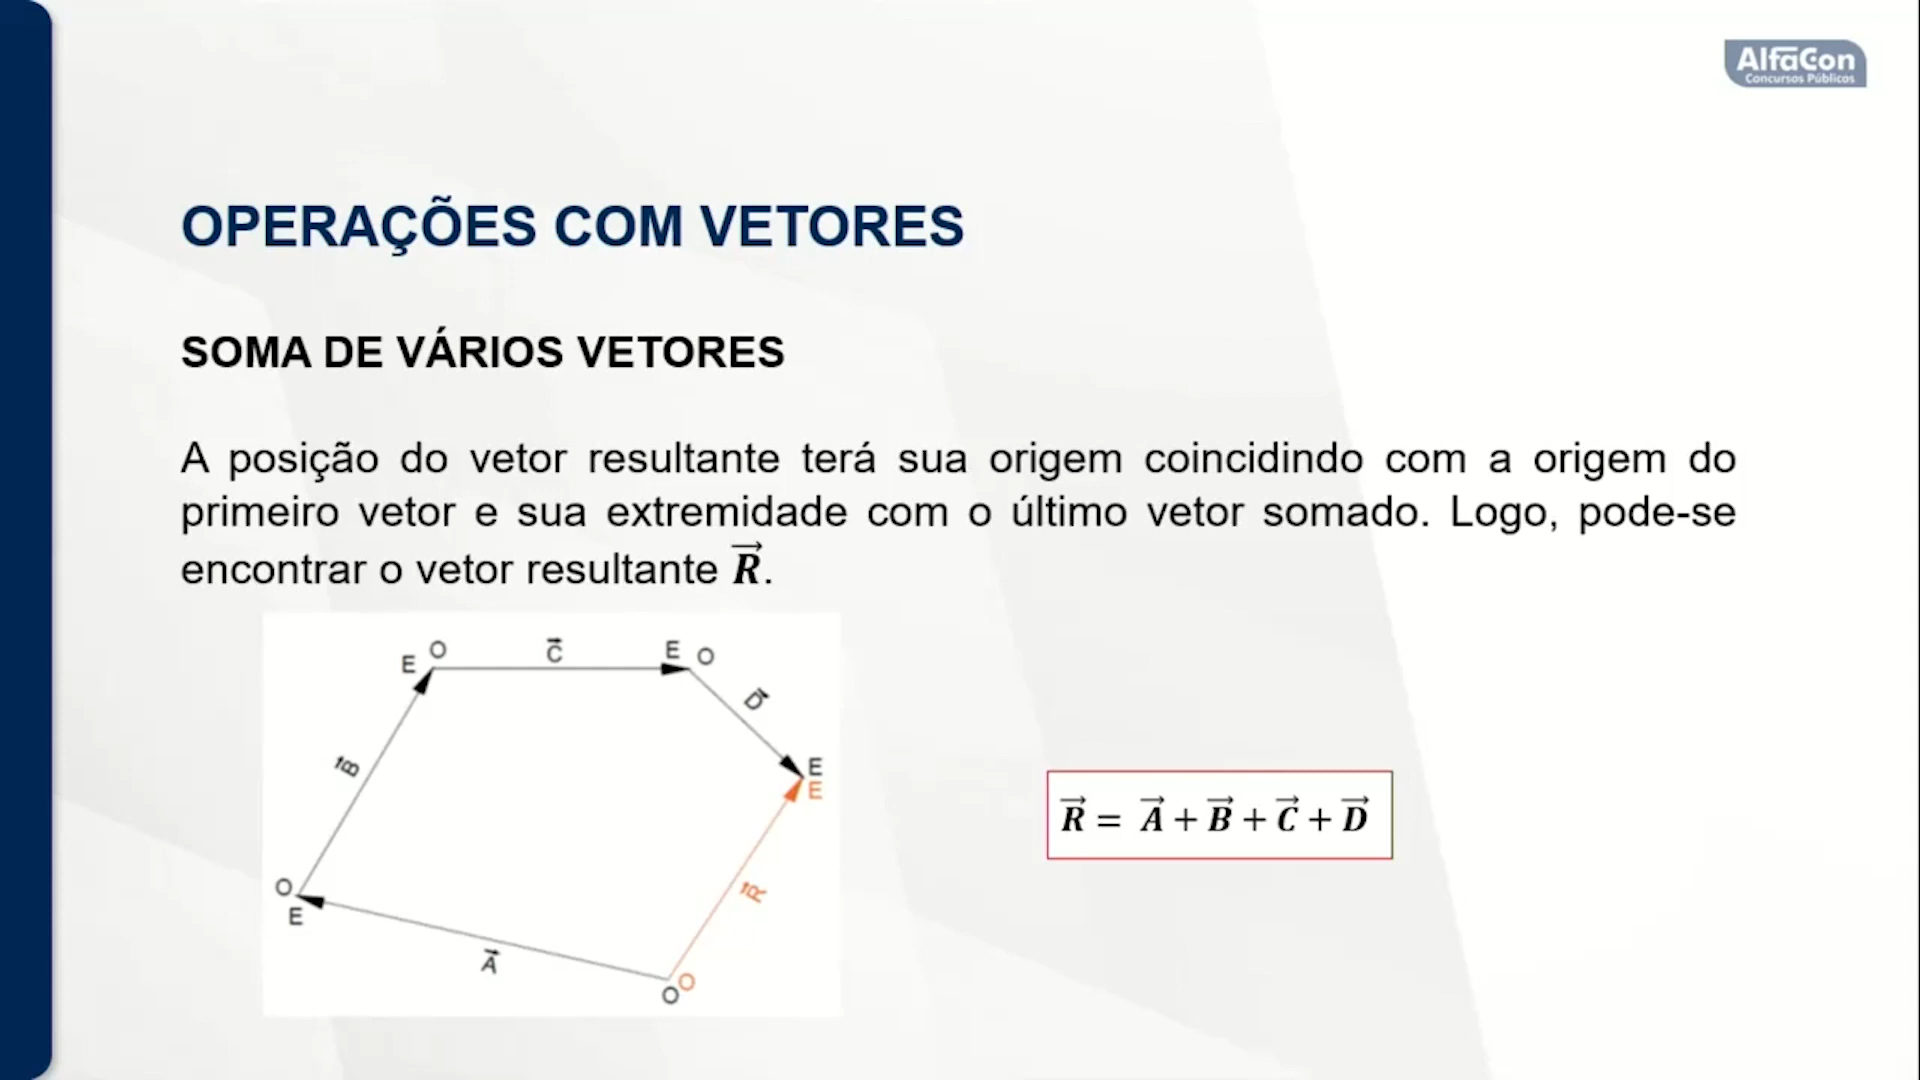 AlfaCon
Concursos Públicos
OPERAÇÕES COM VETORES
SOMA DE VÁRIOS VETORES
A posição do vetor resultante terá sua origem coincidindo com a origem do
primeiro vetor e sua extremidade com o último vetor somado. Logo, pode-se
encontrar o vetor resultante R⃗.
E O C⃗ E O
D⃗
B⃗
E
E
R⃗⃗ = A⃗ + B⃗ + C⃗ + D⃗
O
E
R⃗
A⃗
O O